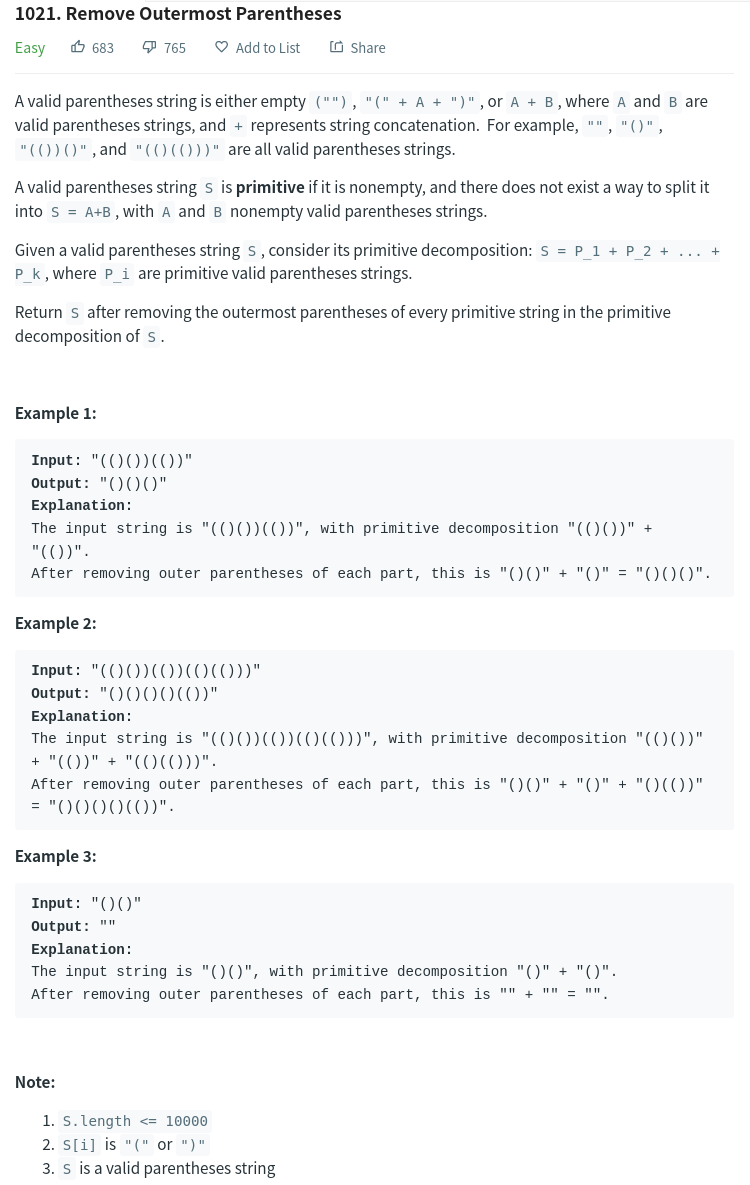 1021. Remove Outermost Parentheses
Easy 683 765 Add to List Share
A valid parentheses string is either empty (""), "(" + A + ")", or A + B, where A and B are
valid parentheses strings, and + represents string concatenation. For example, "", "()",
"(())()", and "(()(()))" are all valid parentheses strings.
A valid parentheses string S is primitive if it is nonempty, and there does not exist a way to split it
into S = A+B, with A and B nonempty valid parentheses strings.
Given a valid parentheses string S, consider its primitive decomposition: S = P_1 + P_2 + ... +
P_k, where P_i are primitive valid parentheses strings.
Return S after removing the outermost parentheses of every primitive string in the primitive
decomposition of S.
Example 1:
Input: "(()())(())"
Output: "()()()"
Explanation:
The input string is "(()())(())", with primitive decomposition "(()())" +
"(())".
After removing outer parentheses of each part, this is "()()" + "()" = "()()()".
Example 2:
Input: "(()())(())(()(()))"
Output: "()()()()(())"
Explanation:
The input string is "(()())(())(()(()))", with primitive decomposition "(()())"
+ "(())" + "(()(()))".
After removing outer parentheses of each part, this is "()()" + "()" + "()(())"
= "()()()()(())".
Example 3:
Input: "()()"
Output: ""
Explanation:
The input string is "()()", with primitive decomposition "()" + "()".
After removing outer parentheses of each part, this is "" + "" = "".
Note:
1. S.length <= 10000
2. S[i] is "(" or ")"
3. S is a valid parentheses string